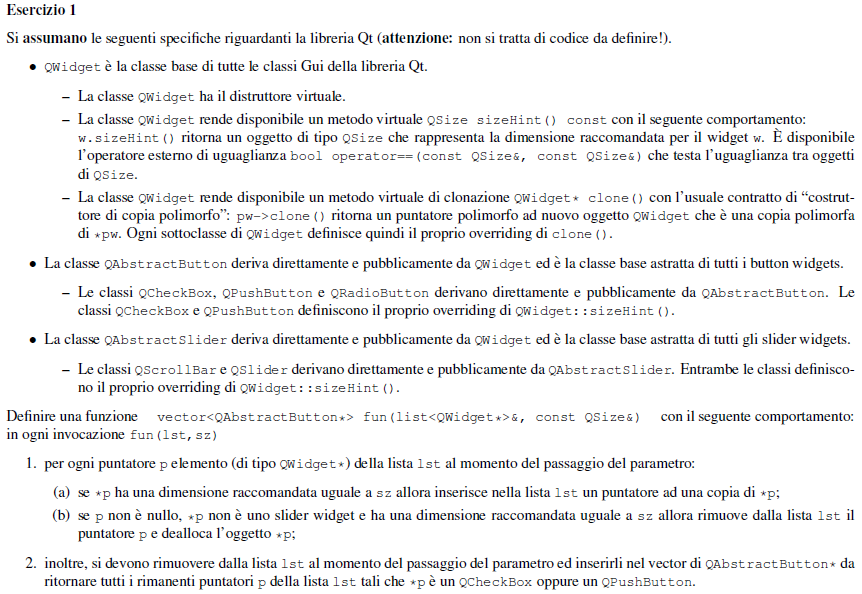 Esercizio 1
Si assumano le seguenti specifiche riguardanti la libreria Qt (attenzione: non si tratta di codice da definire!).
• QWidget è la classe base di tutte le classi Gui della libreria Qt.
– La classe QWidget ha il distruttore virtuale.
– La classe QWidget rende disponibile un metodo virtuale QSize sizeHint() const con il seguente comportamento:
w.sizeHint() ritorna un oggetto di tipo QSize che rappresenta la dimensione raccomandata per il widget w. È disponibile
l'operatore esterno di uguaglianza bool operator==(const QSize&, const QSize&) che testa l'uguaglianza tra oggetti
di QSize.
– La classe QWidget rende disponibile un metodo virtuale di clonazione QWidget* clone() con l'usuale contratto di "costrut-
tore di copia polimorfo": pw->clone() ritorna un puntatore polimorfo ad nuovo oggetto QWidget che è una copia polimorfa
di *pw. Ogni sottoclasse di QWidget definisce quindi il proprio overriding di clone().
• La classe QAbstractButton deriva direttamente e pubblicamente da QWidget ed è la classe base astratta di tutti i button widgets.
– Le classi QCheckBox, QPushButton e QRadioButton derivano direttamente e pubblicamente da QAbstractButton. Le
classi QCheckBox e QPushButton definiscono il proprio overriding di QWidget::sizeHint().
• La classe QAbstractSlider deriva direttamente e pubblicamente da QWidget ed è la classe base astratta di tutti gli slider widgets.
– Le classi QScrollBar e QSlider derivano direttamente e pubblicamente da QAbstractSlider. Entrambe le classi definisco-
no il proprio overriding di QWidget::sizeHint().
Definire una funzione vector<QAbstractButton*> fun(list<QWidget*>&, const QSize&) con il seguente comportamento:
in ogni invocazione fun(lst,sz)
1. per ogni puntatore p elemento (di tipo QWidget*) della lista lst al momento del passaggio del parametro:
(a) se *p ha una dimensione raccomandata uguale a sz allora inserisce nella lista lst un puntatore ad una copia di *p;
(b) se p non è nullo, *p non è uno slider widget e ha una dimensione raccomandata uguale a sz allora rimuove dalla lista lst il
puntatore p e dealloca l'oggetto *p;
2. inoltre, si devono rimuovere dalla lista lst al momento del passaggio del parametro ed inserirli nel vector di QAbstractButton* da
ritornare tutti i rimanenti puntatori p della lista lst tali che *p è un QCheckBox oppure un QPushButton.